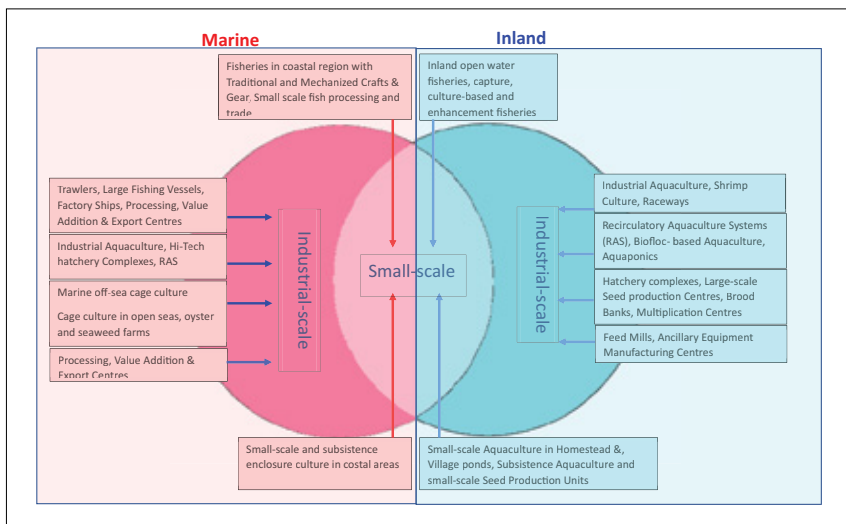 Marine
Inland
Fisheries in coastal region with
Traditional and Mechanized Crafts &
Gear, Small scale fish processing and
trade
Inland open water
fisheries, capture,
culture-based and
enhancement fisheries
Trawlers, Large Fishing Vessels,
Factory Ships, Processing, Value
Addition & Export Centres
Industrial Aquaculture, Hi-Tech
hatchery Complexes, RAS
Marine off-sea cage culture
Cage culture in open seas, oyster
and seaweed farms
Processing, Value Addition &
Export Centres
Industrial-scale
Small-scale
Industrial-scale
Industrial Aquaculture, Shrimp
Culture, Raceways
Recirculatory Aquaculture Systems
(RAS), Biofloc- based Aquaculture,
Aquaponics
Hatchery complexes, Large-scale
Seed production Centres, Brood
Banks, Multiplication Centres
Feed Mills, Ancillary Equipment
Manufacturing Centres
Small-scale and subsistence
enclosure culture in costal areas
Small-scale Aquaculture in Homestead &,
Village ponds, Subsistence Aquaculture and
small-scale Seed Production Units